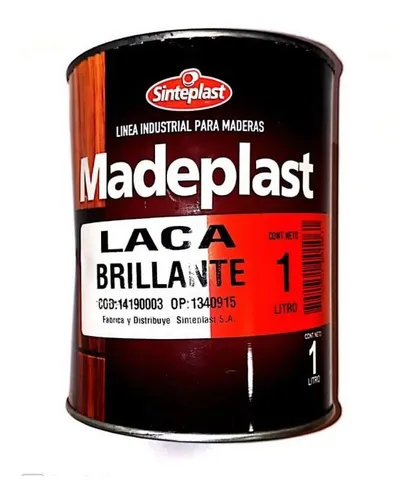 Sinteplast
LINEA INDUSTRIAL PARA MADERAS
Madeplast
LACA
BRILLANTE
COD:14190003 OP:1340915
Fabrica y Distribuye Sinteplast S.A.
CONT. NETO
1
LITRO
CONT. NETO
1
LITRO